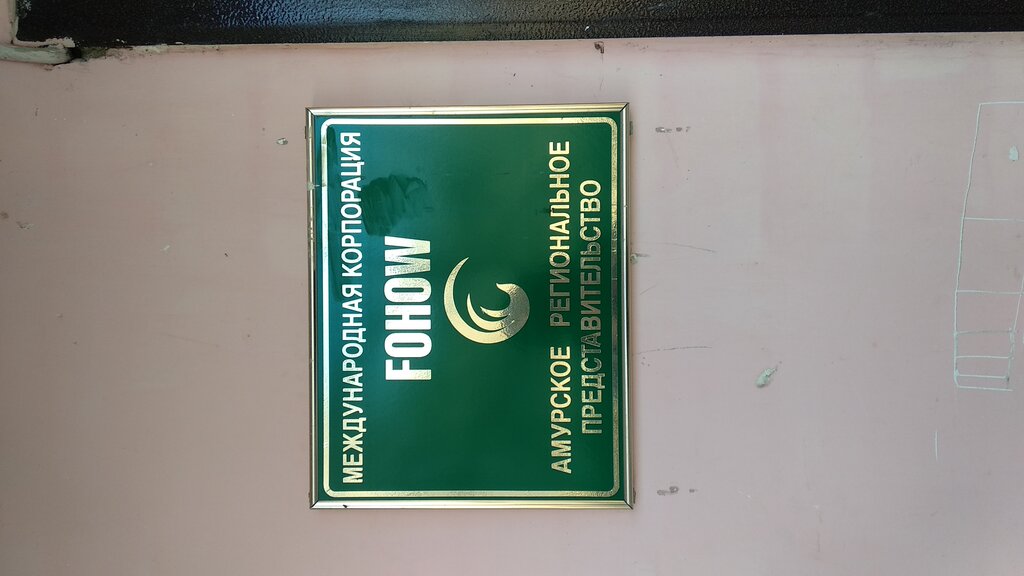 МЕЖДУНАРОДНАЯ КОРПОРАЦИЯ
FOHOW
АМУРСКОЕ РЕГИОНАЛЬНОЕ
ПРЕДСТАВИТЕЛЬСТВО